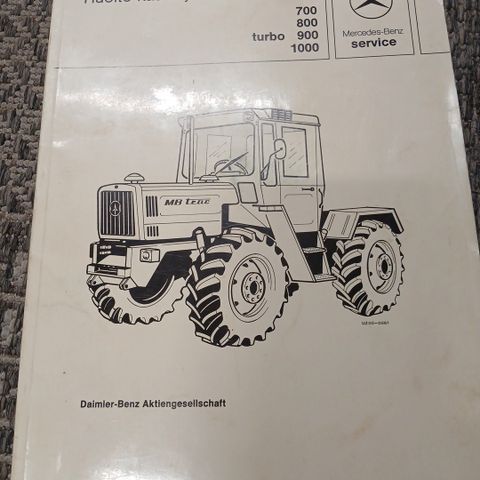 700
800
turbo 900
1000
Mercedes-Benz
service
MB trac
Daimler-Benz Aktiengesellschaft